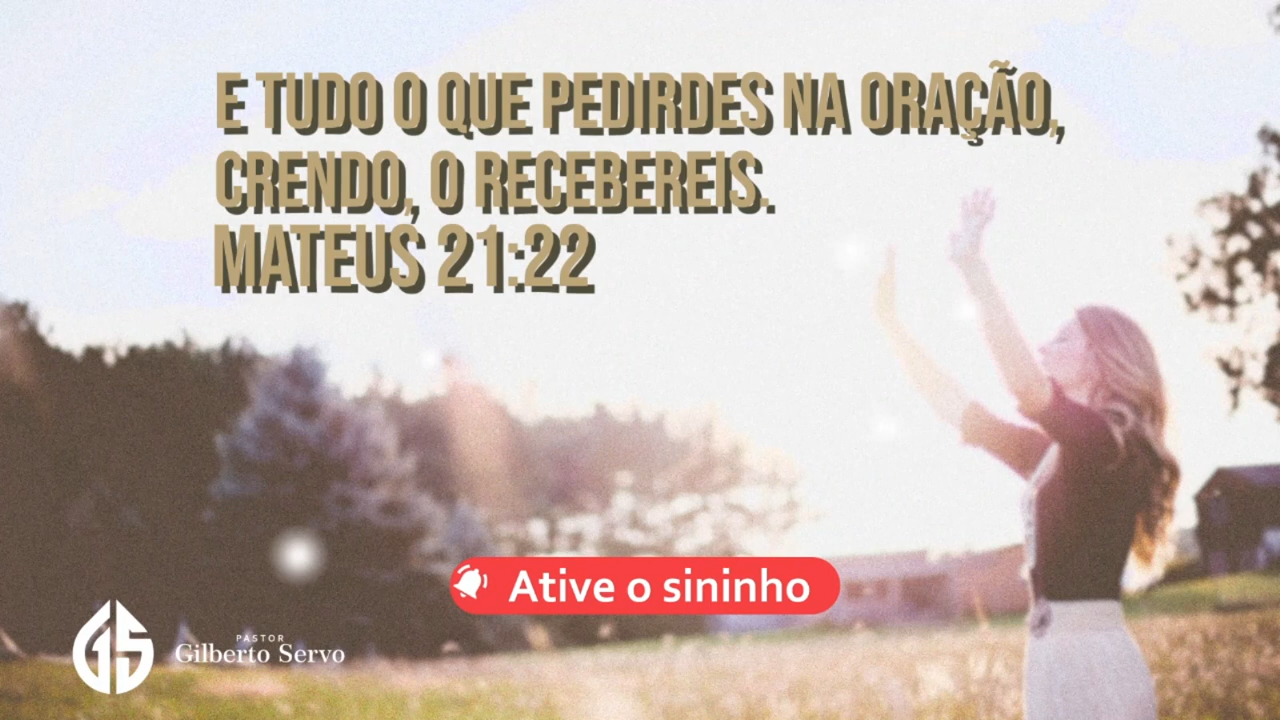 E TUDO O QUE PEDIRDES NA ORAÇÃO,
CRENDO, O RECEBEREIS.
MATEUS 21:22
Ative o sininho
GS
PASTOR
Gilberto Servo